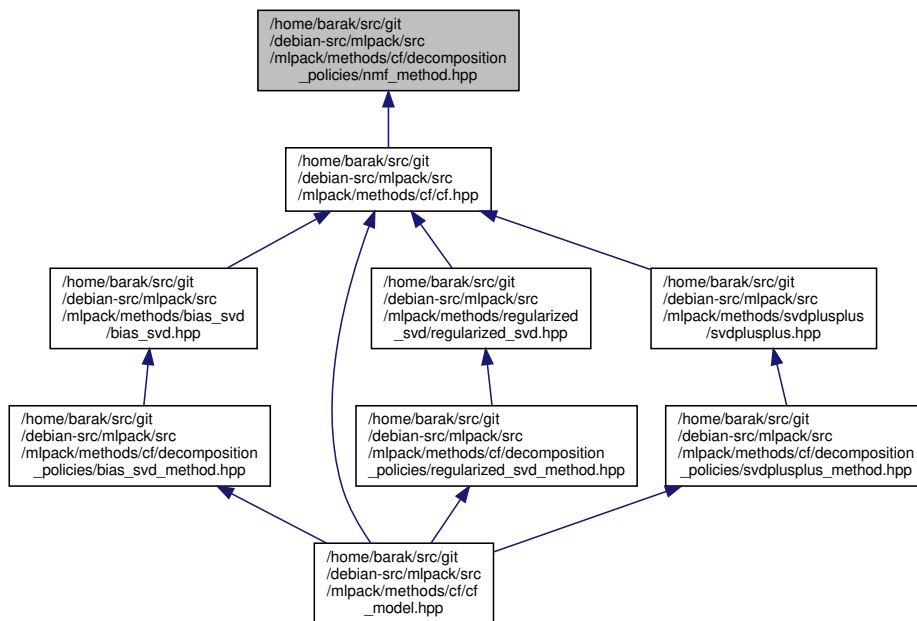 /home/barak/src/git
/debian-src/mlpack/src
/mlpack/methods/cf/decomposition
_policies/nmf_method.hpp
/home/barak/src/git
/debian-src/mlpack/src
/mlpack/methods/cf/cf.hpp
/home/barak/src/git
/debian-src/mlpack/src
/mlpack/methods/bias_svd
/bias_svd.hpp
/home/barak/src/git
/debian-src/mlpack/src
/mlpack/methods/regularized
_svd/regularized_svd.hpp
/home/barak/src/git
/debian-src/mlpack/src
/mlpack/methods/svdplusplus
/svdplusplus.hpp
/home/barak/src/git
/debian-src/mlpack/src
/mlpack/methods/cf/decomposition
_policies/bias_svd_method.hpp
/home/barak/src/git
/debian-src/mlpack/src
/mlpack/methods/cf/decomposition
_policies/regularized_svd_method.hpp
/home/barak/src/git
/debian-src/mlpack/src
/mlpack/methods/cf/decomposition
_policies/svdplusplus_method.hpp
/home/barak/src/git
/debian-src/mlpack/src
/mlpack/methods/cf/cf
_model.hpp